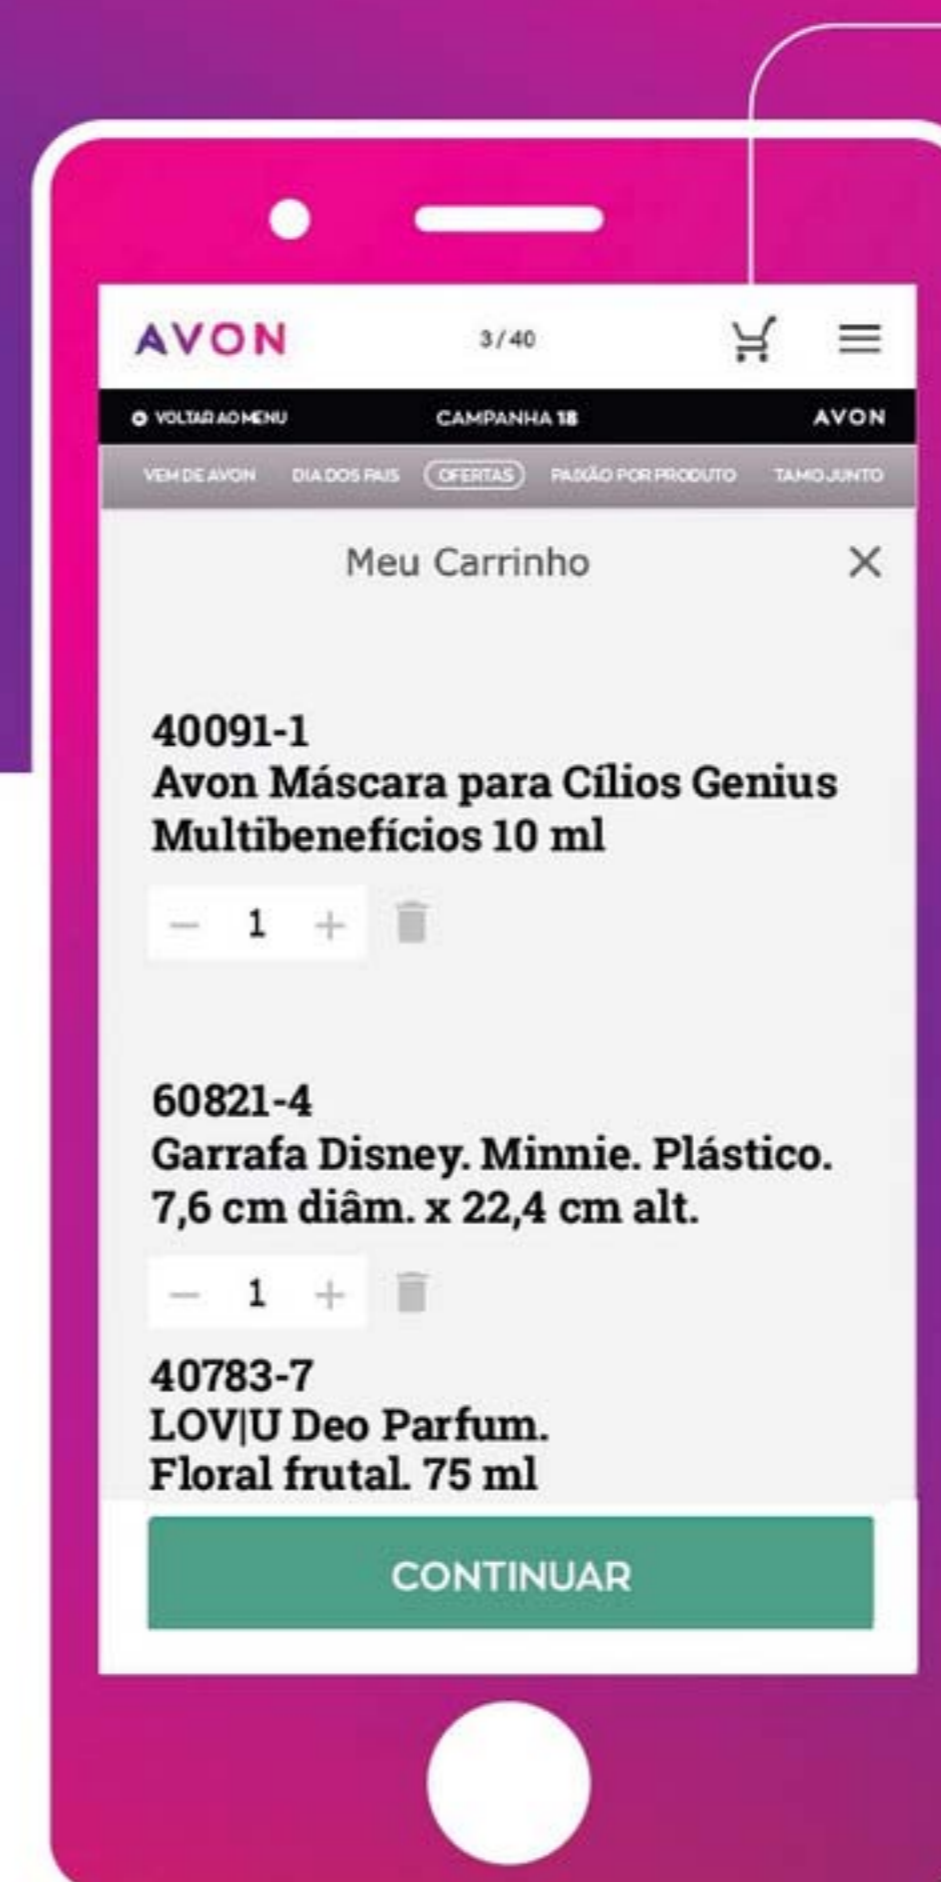 AVON
3/40
VOLTAR AO MENU
CAMPANHA 18
AVON
VEM DE AVON
DIA DOS PAIS
OFERTAS
PAIXÃO POR PRODUTO
TAMO JUNTO
Meu Carrinho
40091-1
Avon Máscara para Cílios Genius
Multibenefícios 10 ml
1
60821-4
Garrafa Disney. Minnie. Plástico.
7,6 cm diâm. x 22,4 cm alt.
1
40783-7
LOV|U Deo Parfum.
Floral frutal. 75 ml
CONTINUAR